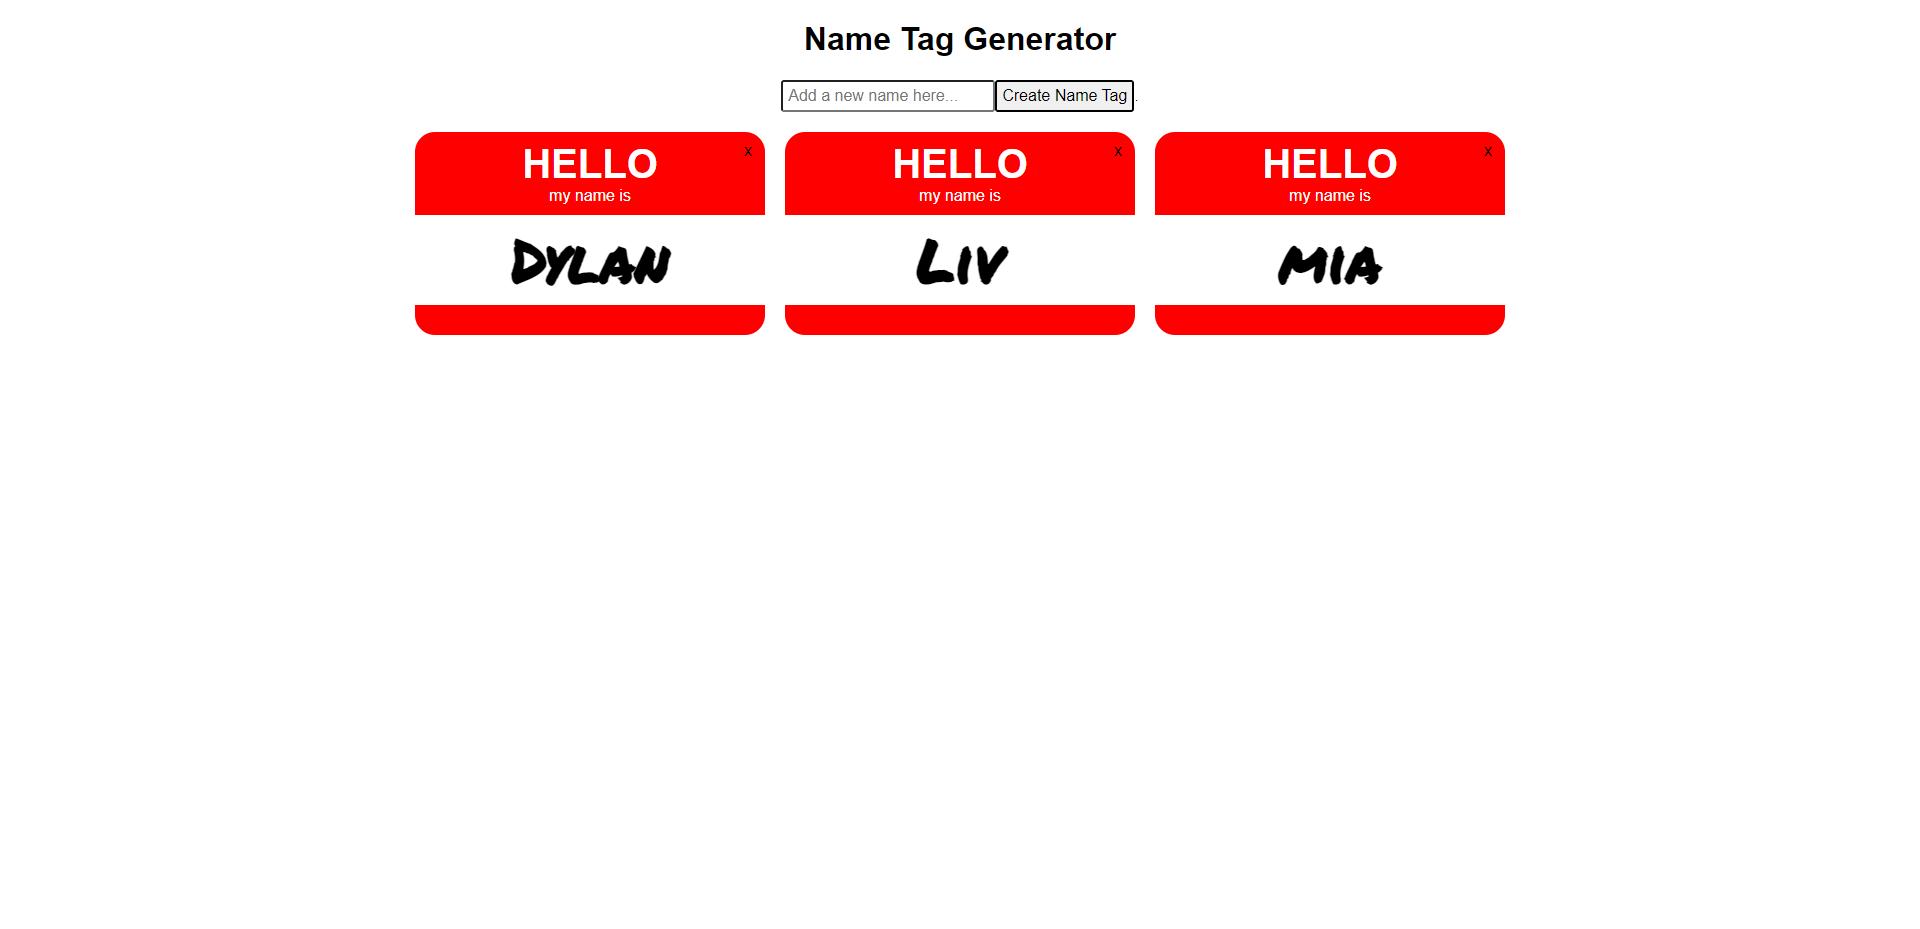 Name Tag Generator
Add a new name here... Create Name Tag .
HELLO x
my name is
Dylan
HELLO x
my name is
Liv
HELLO x
my name is
mia